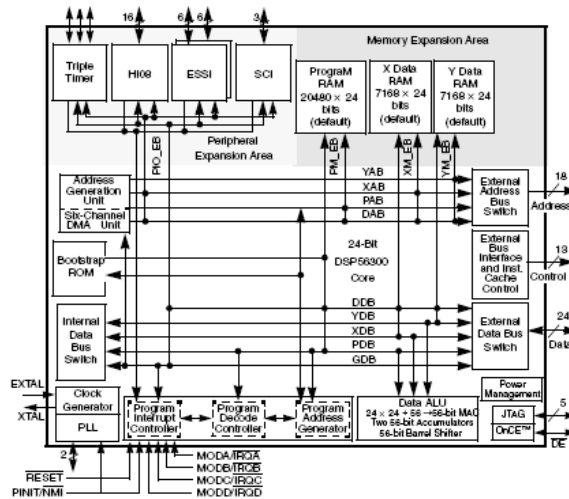 16
6
6
3
Memory Expansion Area
Triple
Timer
HI08
ESSI
SCI
PrograM
RAM
20480 × 24
bits
(default)
X Data
RAM
7168 × 24
bits
(default)
Y Data
RAM
7168 × 24
bits
(default)
Peripheral
Expansion Area
PIO_EB
PM_EB
XM_EB
YM_EB
Address
Generation
Unit
Six-Channel
DMA Unit
YAB
XAB
PAB
DAB
External
Address
Bus
Switch
18
Address
Bootstrap
ROM
24-Bit
DSP56300
Core
External
Bus
Interface
and Inst.
Cache
Control
13
Control
Internal
Data
Bus
Switch
DDB
YDB
XDB
PDB
GDB
External
Data Bus
Switch
24
Data
EXTAL
XTAL
Clock
Generator
PLL
2
Program
Interrupt
Controller
Program
Decode
Controller
Program
Address
Generator
Data ALU
24 × 24 + 56 → 56-bit MAC
Two 56-bit Accumulators
56-bit Barrel Shifter
Power
Management
JTAG
OnCE™
5
DE
RESET
PINIT/NMI
MODA/IRQA
MODB/IRQB
MODC/IRQC
MODD/IRQD